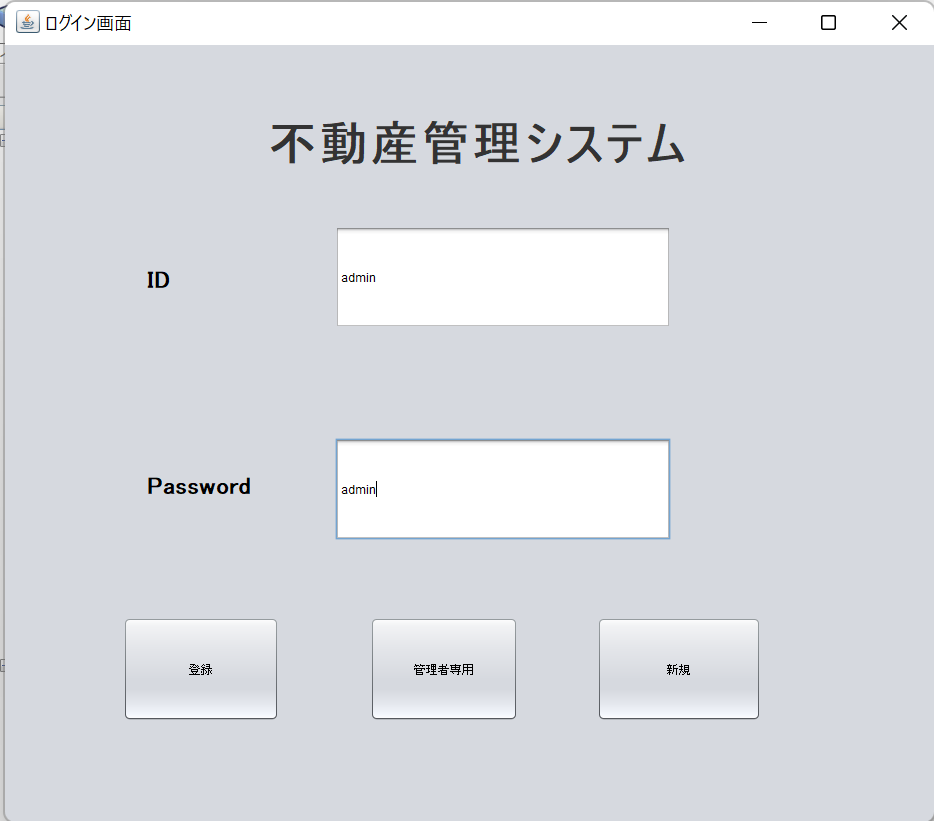 ログイン画面
不動産管理システム
ID
admin
Password
admin
登録
管理者専用
新規